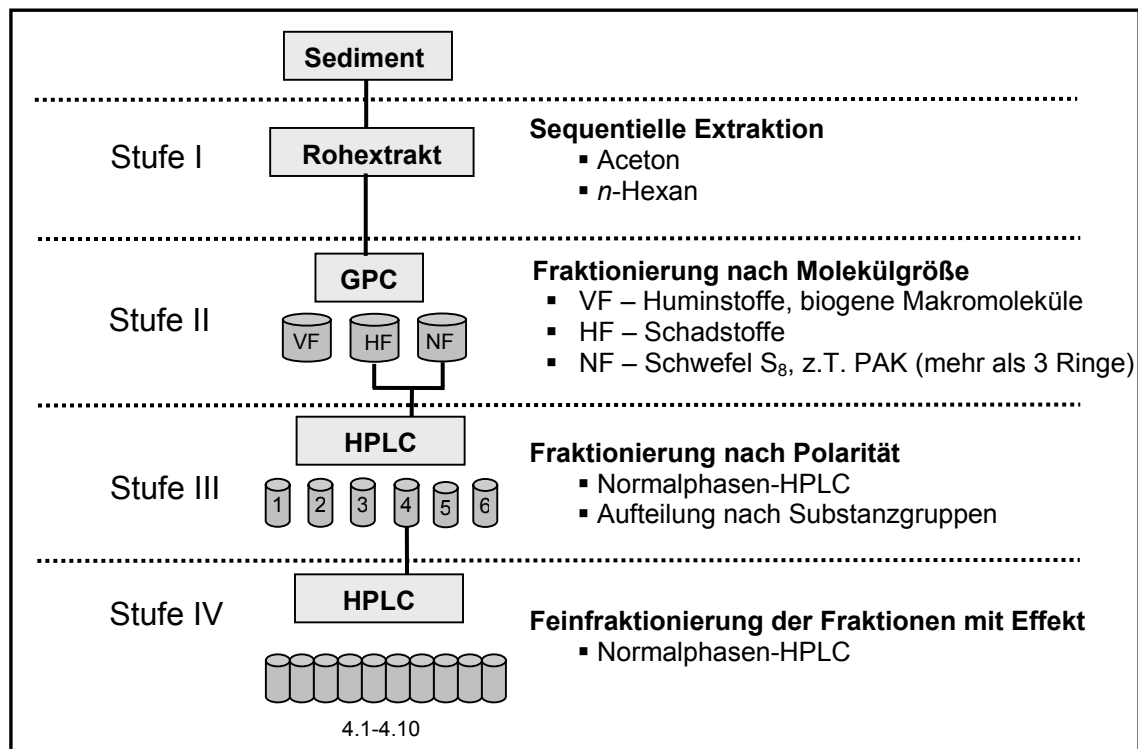 Sediment
Stufe I
Rohextrakt
Sequentielle Extraktion
▪ Aceton
▪ n-Hexan
Stufe II
GPC
VF HF NF
Fraktionierung nach Molekülgröße
▪ VF – Huminstoffe, biogene Makromoleküle
▪ HF – Schadstoffe
▪ NF – Schwefel S₈, z.T. PAK (mehr als 3 Ringe)
Stufe III
HPLC
1 2 3 4 5 6
Fraktionierung nach Polarität
▪ Normalphasen-HPLC
▪ Aufteilung nach Substanzgruppen
Stufe IV
HPLC
4.1-4.10
Feinfraktionierung der Fraktionen mit Effekt
▪ Normalphasen-HPLC